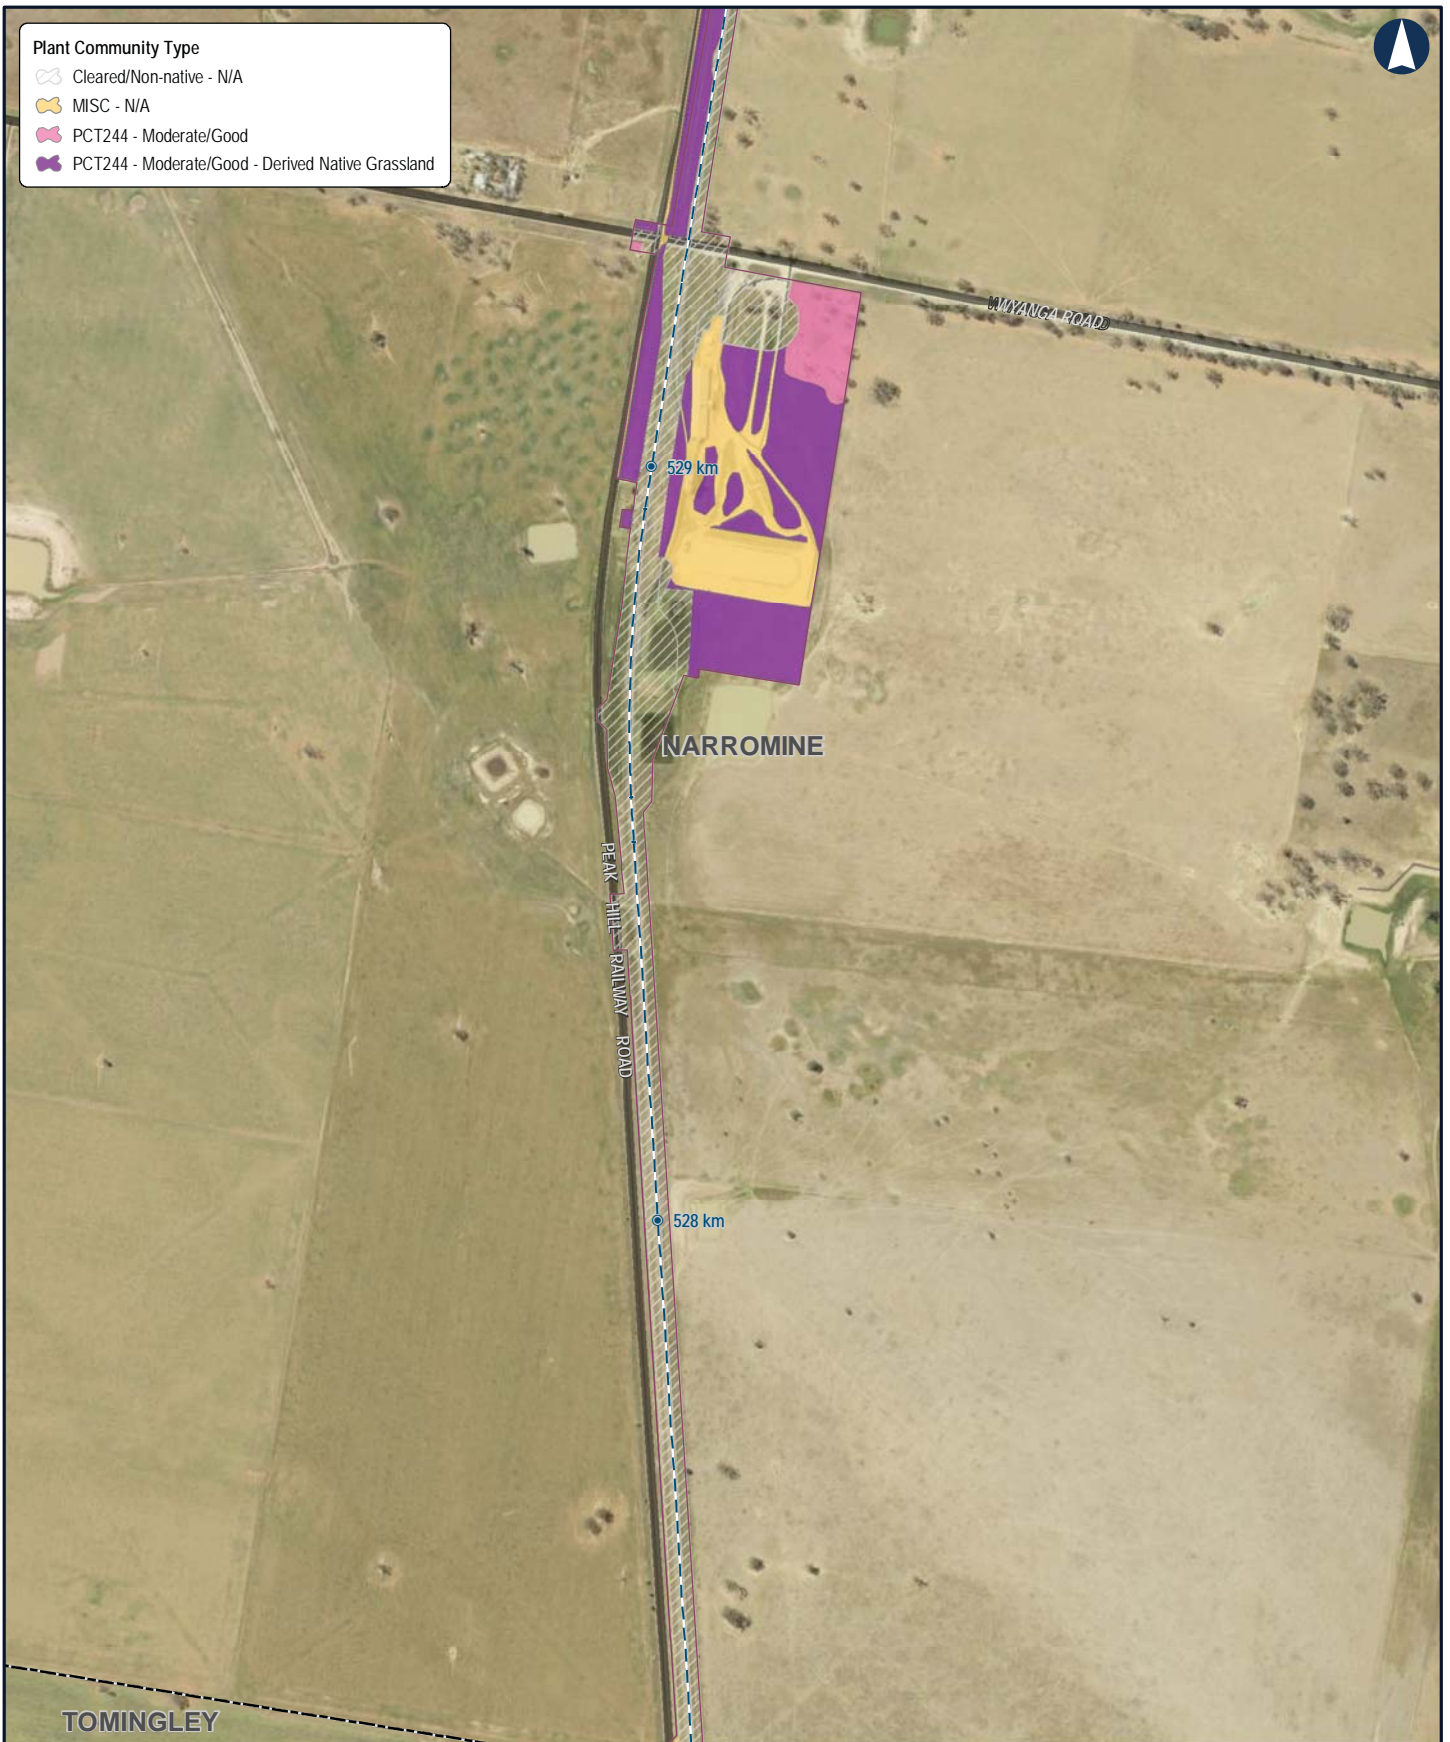 Plant Community Type
Cleared/Non-native - N/A
MISC - N/A
PCT244 - Moderate/Good
PCT244 - Moderate/Good - Derived Native Grassland
WYANGA ROAD
529 km
NARROMINE
PEAK HILL RAILWAY ROAD
528 km
TOMINGLEY